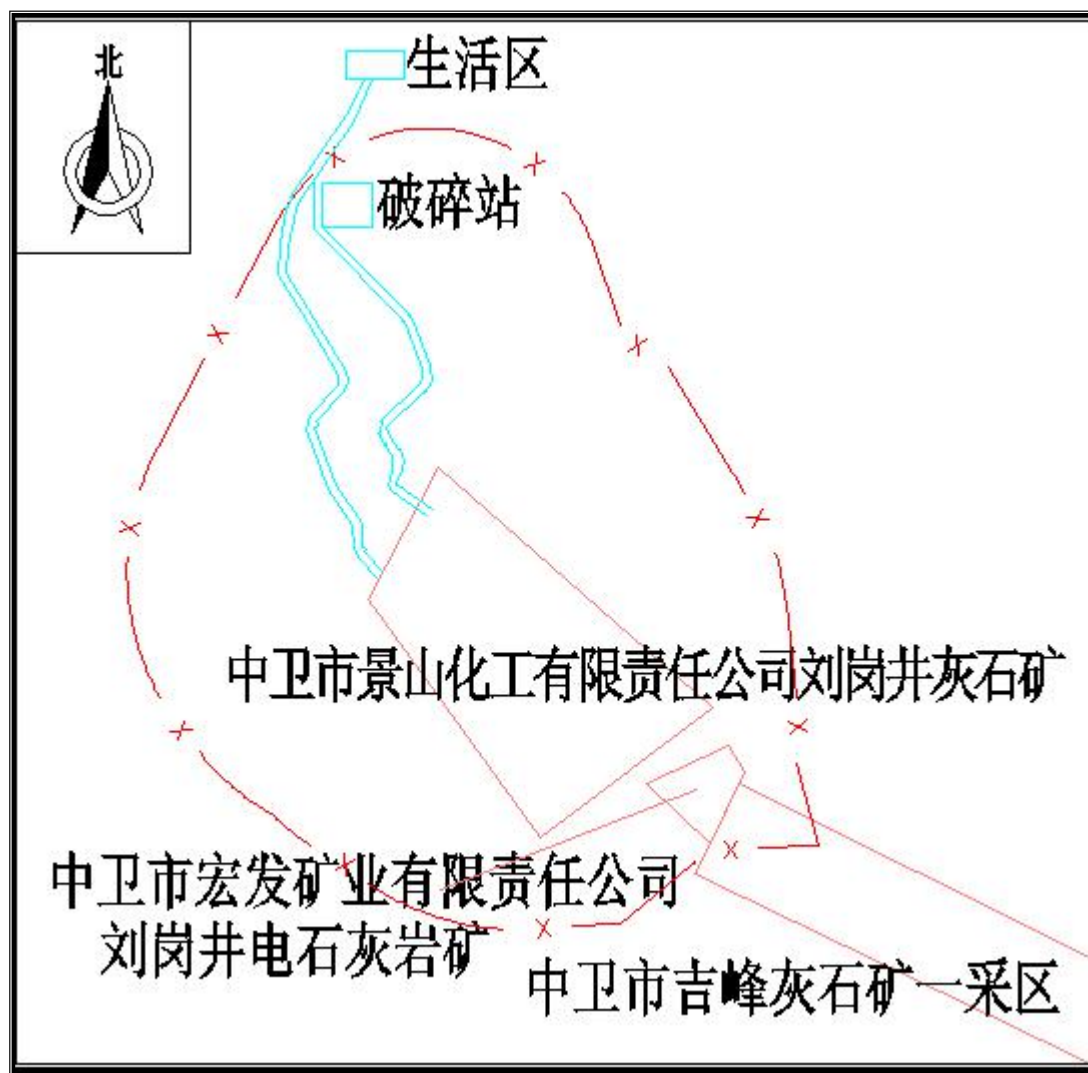 北
生活区
破碎站
中卫市景山化工有限责任公司刘岗井灰石矿
中卫市宏发矿业有限责任公司
刘岗井电石灰岩矿
中卫市吉峰灰石矿一采区